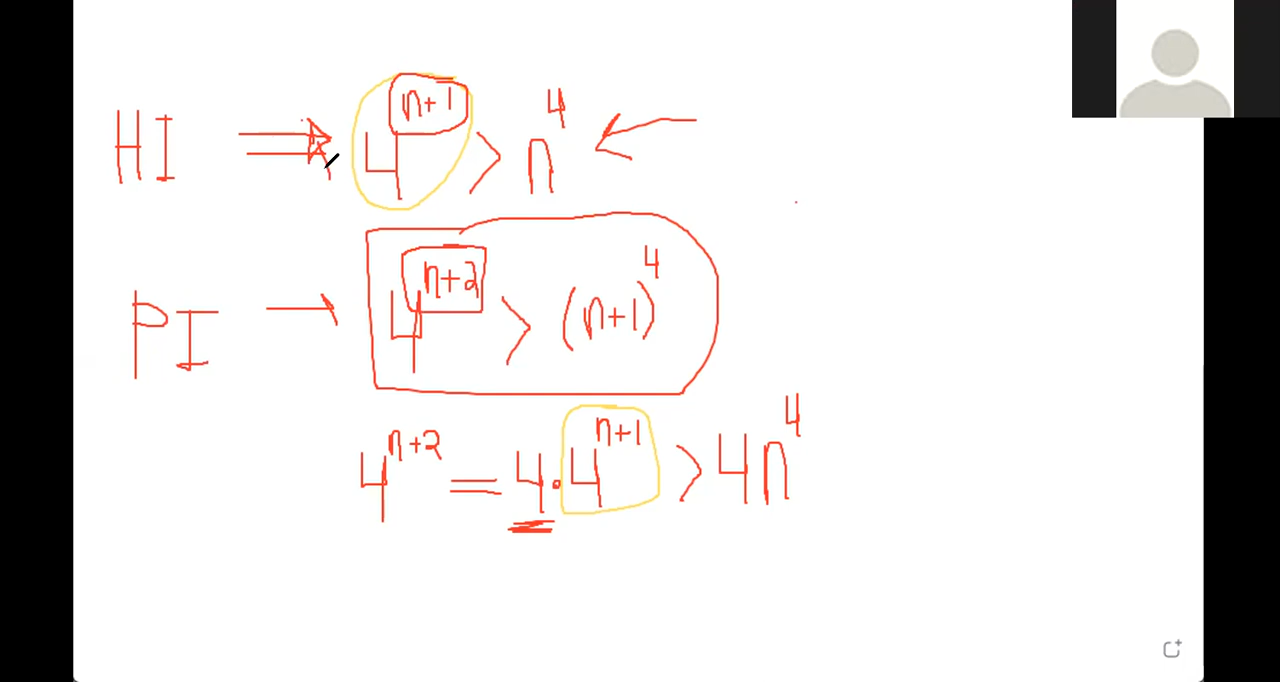 HI ⇒ 4^{n+1} > n^4 ←
PI → 4^{n+2} > (n+1)^4
4^{n+2} = 4 · 4^{n+1} > 4n^4